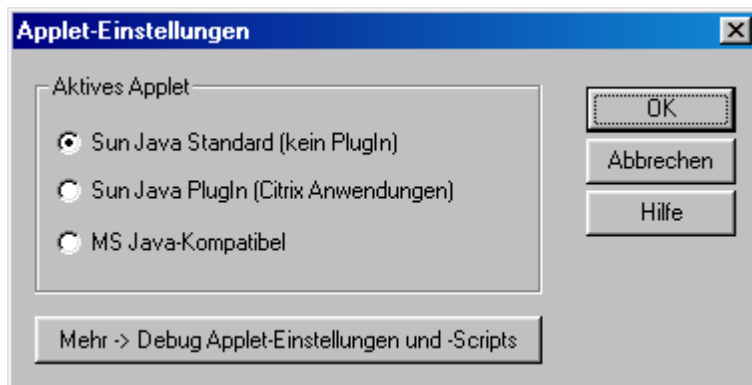 Applet-Einstellungen
Aktives Applet
Sun Java Standard (kein PlugIn)
Sun Java PlugIn (Citrix Anwendungen)
MS Java-Kompatibel
OK
Abbrechen
Hilfe
Mehr -> Debug Applet-Einstellungen und -Scripts